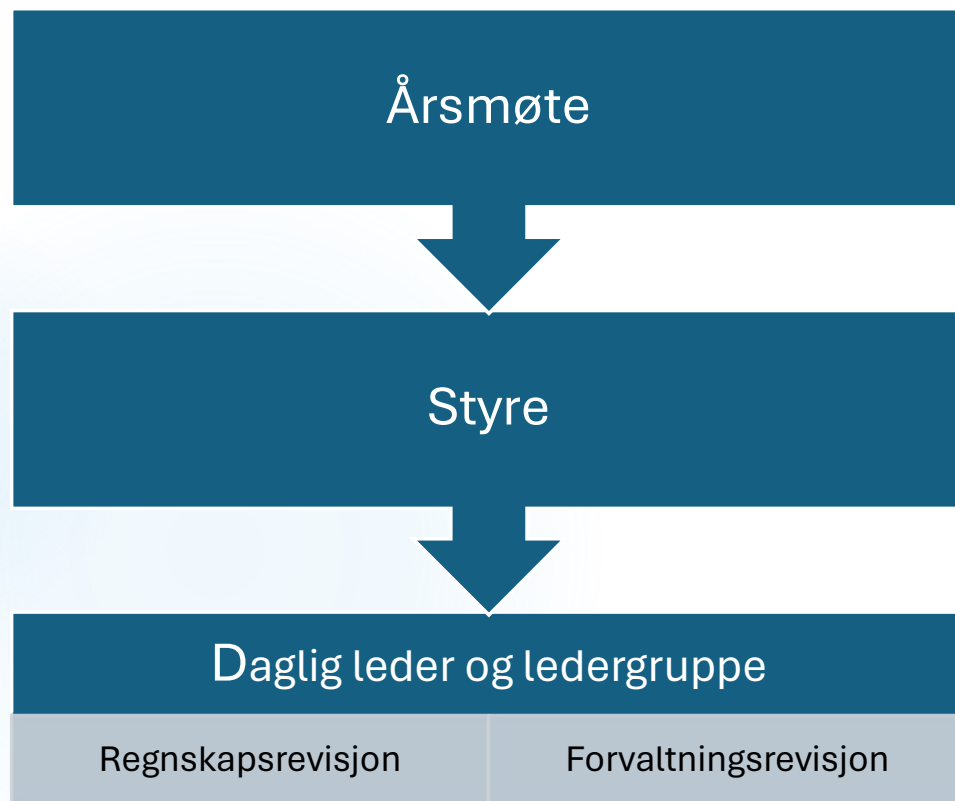 Årsmøte
Styre
Daglig leder og ledergruppe
Regnskapsrevisjon
Forvaltningsrevisjon